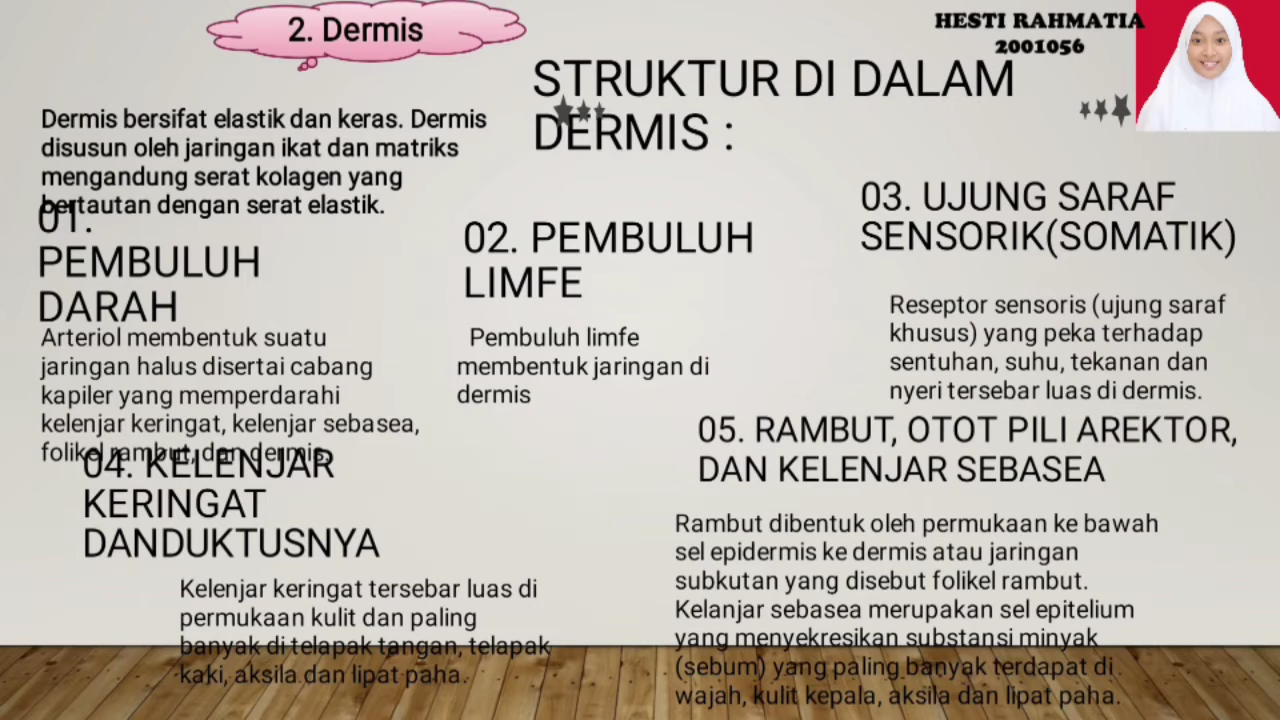 2. Dermis
HESTI RAHMATIA
2001056
STRUKTUR DI DALAM
DERMIS :
Dermis bersifat elastik dan keras. Dermis
disusun oleh jaringan ikat dan matriks
mengandung serat kolagen yang
bertautan dengan serat elastik.
01.
PEMBULUH
DARAH
Arteriol membentuk suatu
jaringan halus disertai cabang
kapiler yang memperdarahi
kelenjar keringat, kelenjar sebasea,
folikel rambut, dan dermis.
02. PEMBULUH
LIMFE
Pembuluh limfe
membentuk jaringan di
dermis
03. UJUNG SARAF
SENSORIK(SOMATIK)
Reseptor sensoris (ujung saraf
khusus) yang peka terhadap
sentuhan, suhu, tekanan dan
nyeri tersebar luas di dermis.
04. KELENJAR
KERINGAT
DANDUKTUSNYA
Kelenjar keringat tersebar luas di
permukaan kulit dan paling
banyak di telapak tangan, telapak
kaki, aksila dan lipat paha.
05. RAMBUT, OTOT PILI AREKTOR,
DAN KELENJAR SEBASEA
Rambut dibentuk oleh permukaan ke bawah
sel epidermis ke dermis atau jaringan
subkutan yang disebut folikel rambut.
Kelanjar sebasea merupakan sel epitelium
yang menyekresikan substansi minyak
(sebum) yang paling banyak terdapat di
wajah, kulit kepala, aksila dan lipat paha.